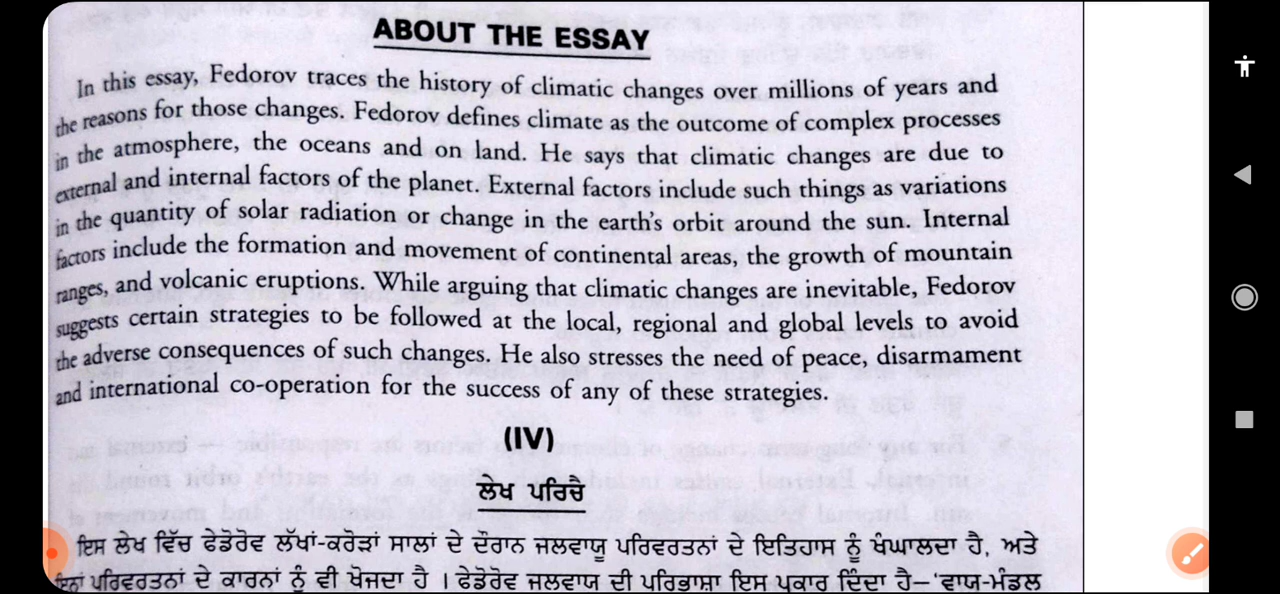 ABOUT THE ESSAY
In this essay, Fedorov traces the history of climatic changes over millions of years and
the reasons for those changes. Fedorov defines climate as the outcome of complex processes
in the atmosphere, the oceans and on land. He says that climatic changes are due to
external and internal factors of the planet. External factors include such things as variations
in the quantity of solar radiation or change in the earth's orbit around the sun. Internal
factors include the formation and movement of continental areas, the growth of mountain
ranges, and volcanic eruptions. While arguing that climatic changes are inevitable, Fedorov
suggests certain strategies to be followed at the local, regional and global levels to avoid
the adverse consequences of such changes. He also stresses the need of peace, disarmament
and international co-operation for the success of any of these strategies.
(IV)
ਲੇਖ ਪਰਿਚੈ
ਇਸ ਲੇਖ ਵਿੱਚ ਫੇਡੋਰੋਵ ਲੱਖਾਂ-ਕਰੋੜਾਂ ਸਾਲਾਂ ਦੇ ਦੌਰਾਨ ਜਲਵਾਯੂ ਪਰਿਵਰਤਨਾਂ ਦੇ ਇਤਿਹਾਸ ਨੂੰ ਖੰਘਾਲਦਾ ਹੈ, ਅਤੇ
ਪਰਿਵਰਤਨਾਂ ਦੇ ਕਾਰਨਾਂ ਨੂੰ ਵੀ ਖੋਜਦਾ ਹੈ । ਫੇਡੋਰੋਵ ਜਲਵਾਯੂ ਦੀ ਪਰਿਭਾਸ਼ਾ ਇਸ ਪ੍ਰਕਾਰ ਦਿੰਦਾ ਹੈ– 'ਵਾਯੂ-ਮੰਡਲ